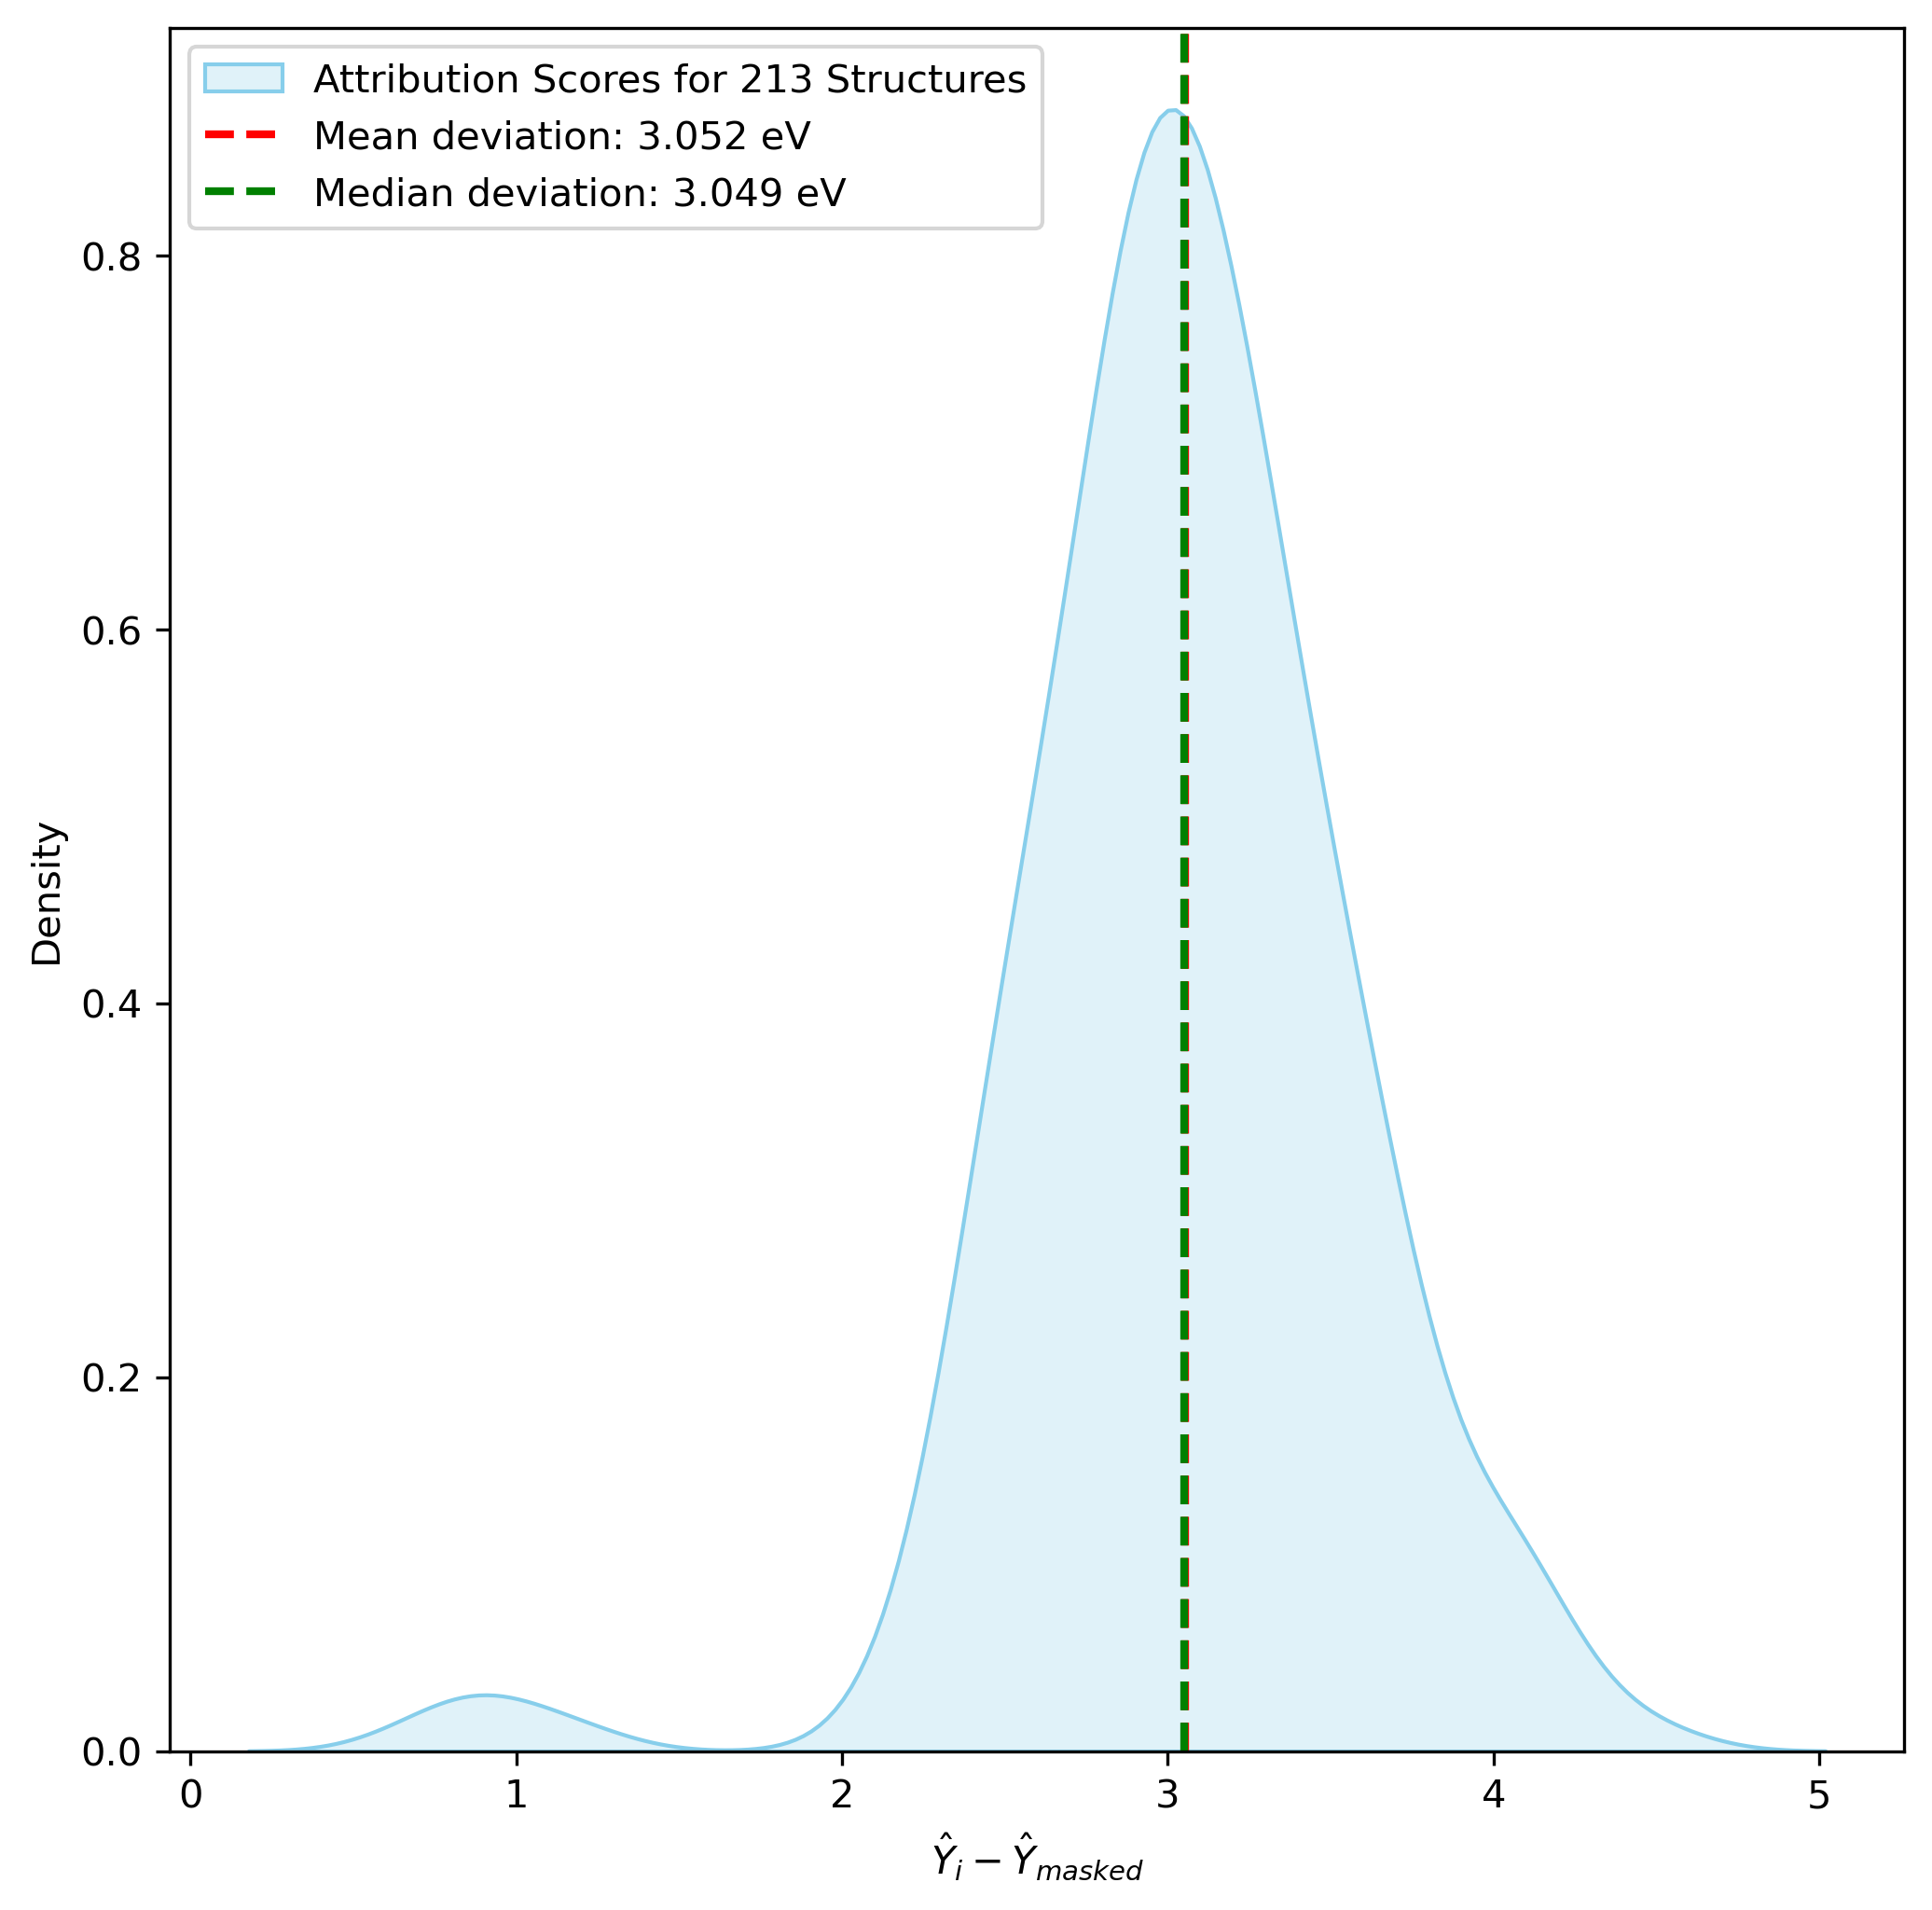 Attribution Scores for 213 Structures
Mean deviation: 3.052 eV
Median deviation: 3.049 eV
0.8
0.6
0.4
0.2
0.0
Density
0 1 2 3 4 5
Ŷ_i − Ŷ_masked